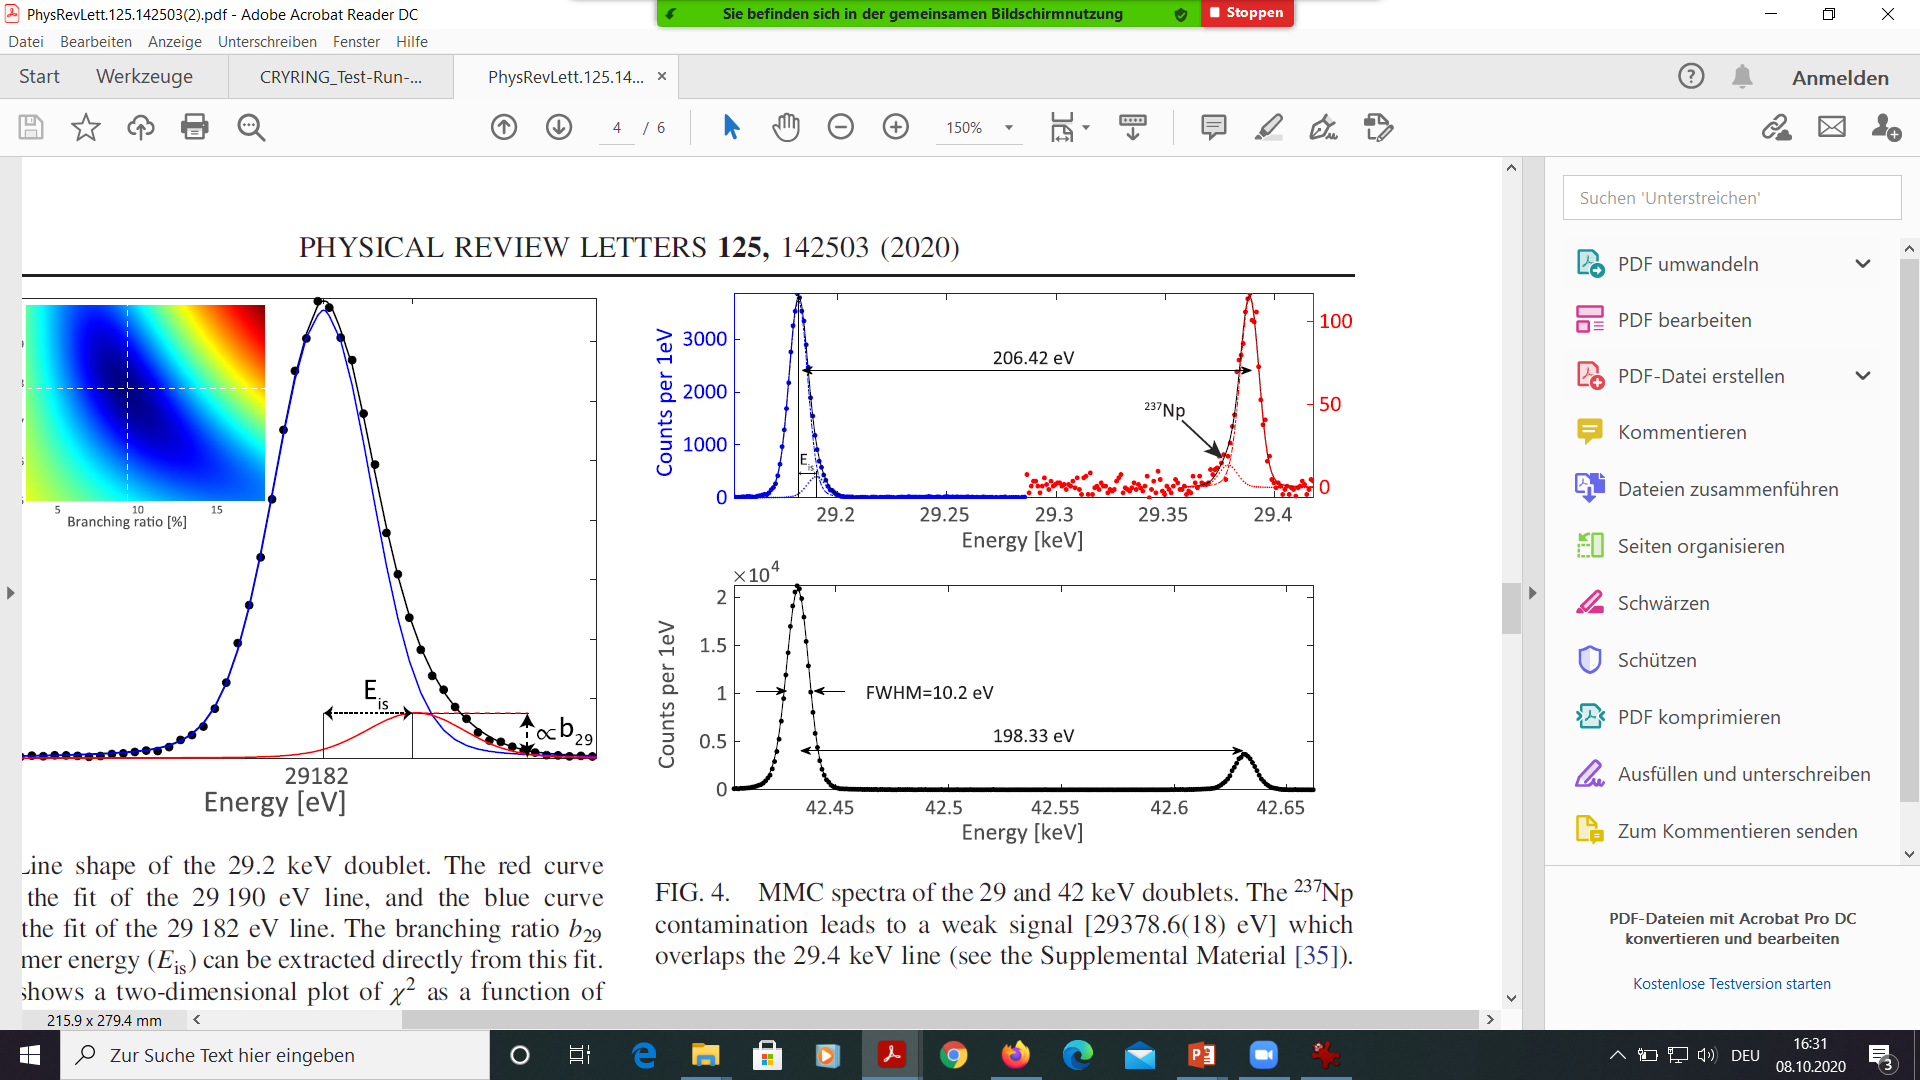 PhysRevLett.125.142503(2).pdf - Adobe Acrobat Reader DC
Sie befinden sich in der gemeinsamen Bildschirmnutzung
Stoppen
Datei Bearbeiten Anzeige Unterschreiben Fenster Hilfe
Start Werkzeuge CRYRING_Test-Run-... PhysRevLett.125.14... × Anmelden
4 / 6 150%
PHYSICAL REVIEW LETTERS 125, 142503 (2020)
5 10 15
Branching ratio [%]
E is
∝b29
29182
Energy [eV]
Line shape of the 29.2 keV doublet. The red curve
the fit of the 29 190 eV line, and the blue curve
the fit of the 29 182 eV line. The branching ratio b29
mer energy (Eis) can be extracted directly from this fit.
shows a two-dimensional plot of χ² as a function of
Counts per 1eV
3000
2000
1000
0
206.42 eV
²³⁷Np
E is
100
50
0
29.2 29.25 29.3 29.35 29.4
Energy [keV]
×10⁴
Counts per 1eV
2
1.5
1
0.5
0
FWHM=10.2 eV
198.33 eV
42.45 42.5 42.55 42.6 42.65
Energy [keV]
FIG. 4. MMC spectra of the 29 and 42 keV doublets. The ²³⁷Np
contamination leads to a weak signal [29378.6(18) eV] which
overlaps the 29.4 keV line (see the Supplemental Material [35]).
215.9 x 279.4 mm
Suchen 'Unterstreichen'
PDF umwandeln
PDF bearbeiten
PDF-Datei erstellen
Kommentieren
Dateien zusammenführen
Seiten organisieren
Schwärzen
Schützen
PDF komprimieren
Ausfüllen und unterschreiben
Zum Kommentieren senden
PDF-Dateien mit Acrobat Pro DC
konvertieren und bearbeiten
Kostenlose Testversion starten
Zur Suche Text hier eingeben
DEU
16:31
08.10.2020
3